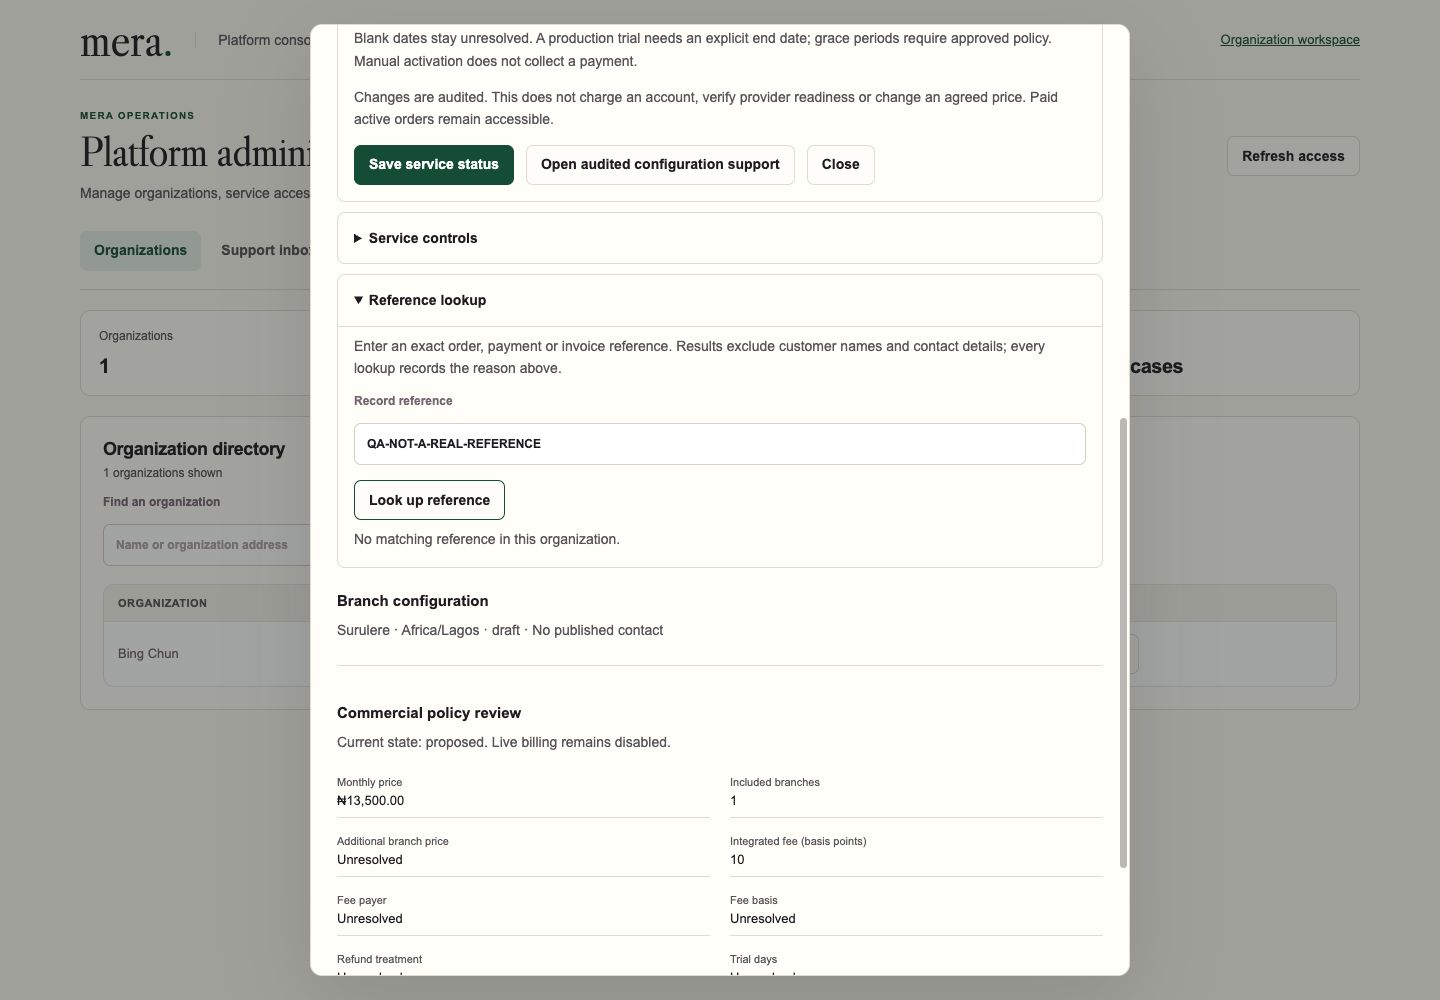 mera.
Platform
Organization workspace
MERA OPERATIONS
Platform
Manage organizations, service
Refresh access
Organizations
Support
Organizations
1
cases
Organization directory
1 organizations shown
Find an organization
Name or organization address
ORGANIZATION
Bing Chun
Blank dates stay unresolved. A production trial needs an explicit end date; grace periods require approved policy.
Manual activation does not collect a payment.
Changes are audited. This does not charge an account, verify provider readiness or change an agreed price. Paid
active orders remain accessible.
Save service status
Open audited configuration support
Close
Service controls
Reference lookup
Enter an exact order, payment or invoice reference. Results exclude customer names and contact details; every
lookup records the reason above.
Record reference
QA-NOT-A-REAL-REFERENCE
Look up reference
No matching reference in this organization.
Branch configuration
Surulere · Africa/Lagos · draft · No published contact
Commercial policy review
Current state: proposed. Live billing remains disabled.
Monthly price
₦13,500.00
Included branches
1
Additional branch price
Unresolved
Integrated fee (basis points)
10
Fee payer
Unresolved
Fee basis
Unresolved
Refund treatment
Trial days